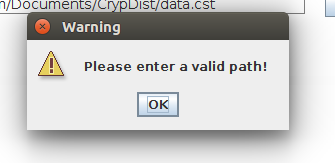 n/Documents/CrypDist/data.cst
Warning
Please enter a valid path!
OK